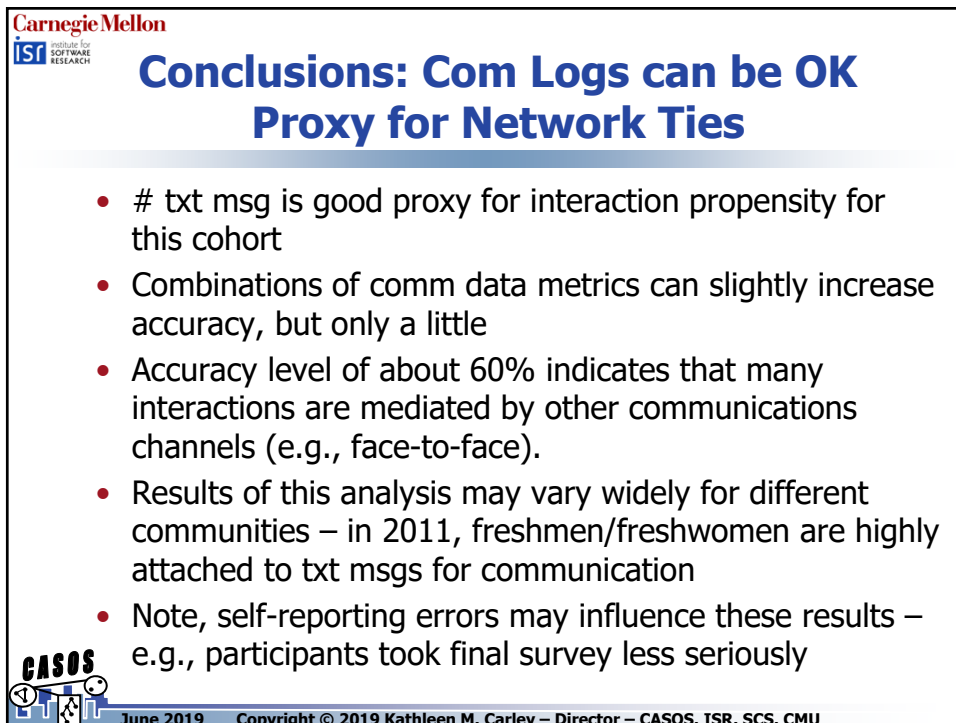 Carnegie Mellon
isr institute for
SOFTWARE
RESEARCH
Conclusions: Com Logs can be OK
Proxy for Network Ties
• # txt msg is good proxy for interaction propensity for
this cohort
• Combinations of comm data metrics can slightly increase
accuracy, but only a little
• Accuracy level of about 60% indicates that many
interactions are mediated by other communications
channels (e.g., face-to-face).
• Results of this analysis may vary widely for different
communities – in 2011, freshmen/freshwomen are highly
attached to txt msgs for communication
• Note, self-reporting errors may influence these results –
e.g., participants took final survey less seriously
CASOS
June 2019 Copyright © 2019 Kathleen M. Carley – Director – CASOS, ISR, SCS, CMU